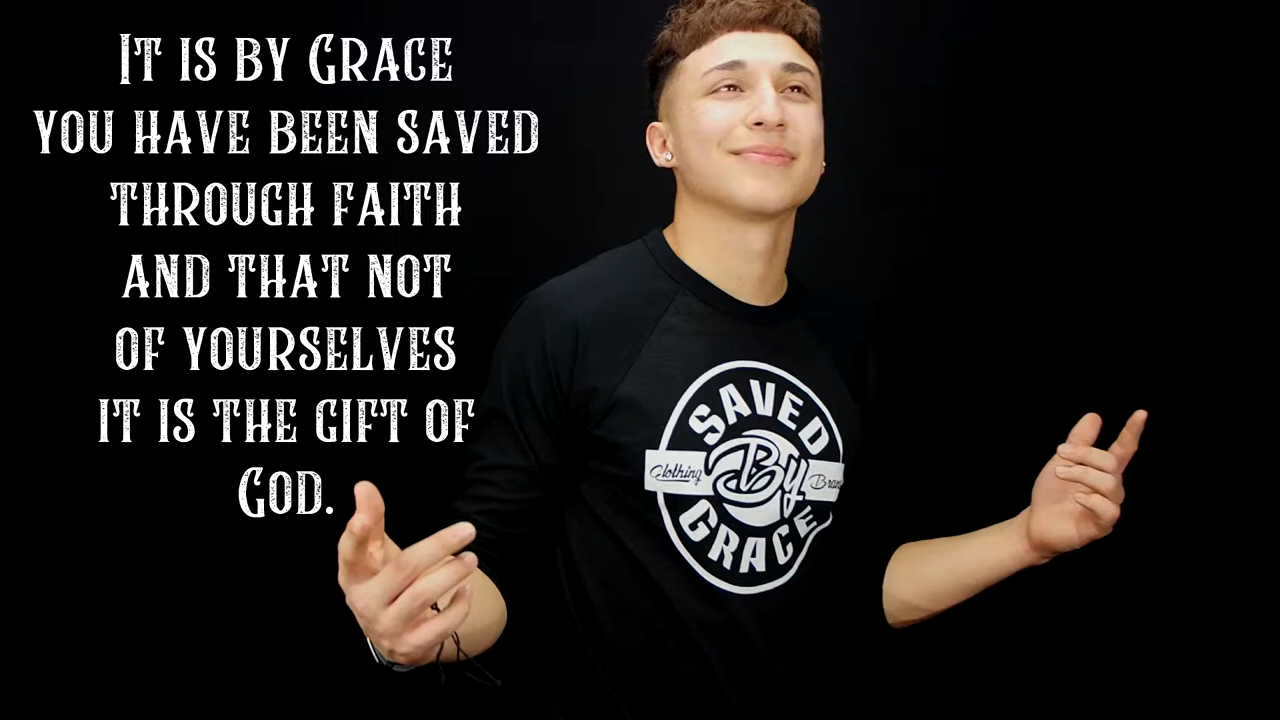 It is by Grace
you have been saved
through faith
and that not
of yourselves
it is the gift of
God.
SAVED
Clothing By Brand
GRACE